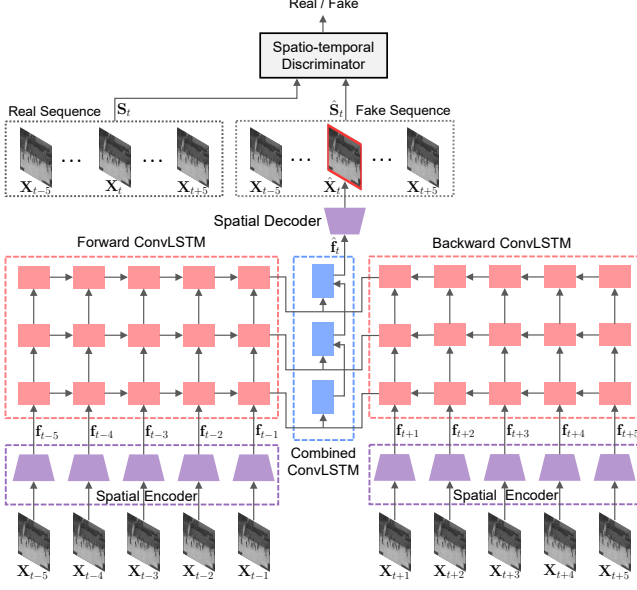 Real / Fake
Spatio-temporal
Discriminator
Real Sequence
S_t
Ŝ_t
Fake Sequence
X_{t−5}
X_t
X_{t+5}
X_{t−5}
X̂_t
X_{t+5}
Spatial Decoder
Forward ConvLSTM
f̂_t
Backward ConvLSTM
f_{t−5}
f_{t−4}
f_{t−3}
f_{t−2}
f_{t−1}
f_{t+1}
f_{t+2}
f_{t+3}
f_{t+4}
f_{t+5}
Combined
ConvLSTM
Spatial Encoder
Spatial Encoder
X_{t−5}
X_{t−4}
X_{t−3}
X_{t−2}
X_{t−1}
X_{t+1}
X_{t+2}
X_{t+3}
X_{t+4}
X_{t+5}